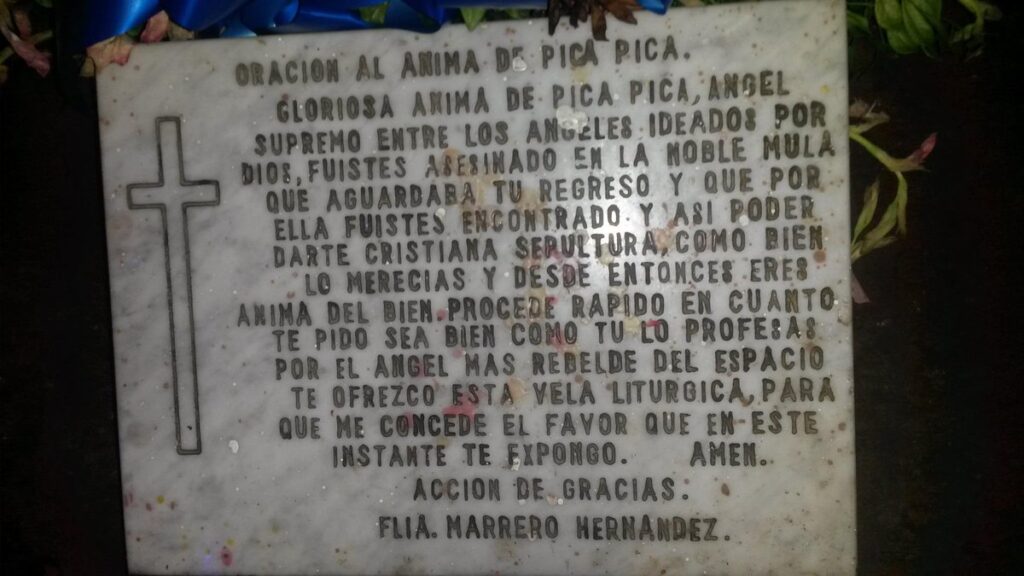 ORACION AL ANIMA DE PICA PICA.
GLORIOSA ANIMA DE PICA PICA, ANGEL
SUPREMO ENTRE LOS ANGELES IDEADOS POR
DIOS, FUISTES ASESINADO EN LA NOBLE MULA
QUE AGUARDABA TU REGRESO Y QUE POR
ELLA FUISTES ENCONTRADO Y ASI PODER
DARTE CRISTIANA SEPULTURA, COMO BIEN
LO MERECIAS Y DESDE ENTONCES ERES
ANIMA DEL BIEN PROCEDE RAPIDO EN CUANTO
TE PIDO SEA BIEN COMO TU LO PROFESAS
POR EL ANGEL MAS REBELDE DEL ESPACIO
TE OFREZCO ESTA VELA LITURGICA, PARA
QUE ME CONCEDE EL FAVOR QUE EN ESTE
INSTANTE TE EXPONGO. AMEN.
ACCION DE GRACIAS.
FLIA. MARRERO HERNANDEZ.